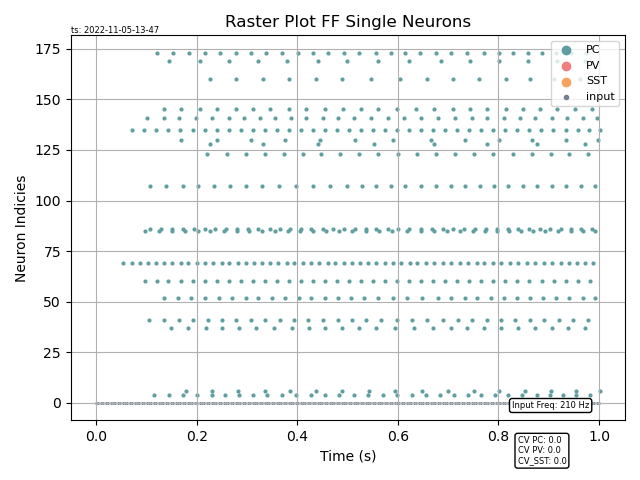 Raster Plot FF Single Neurons
ts: 2022-11-05-13-47
PC
PV
SST
input
Neuron Indicies
175
150
125
100
75
50
25
0
Input Freq: 210 Hz
0.0 0.2 0.4 0.6 0.8 1.0
Time (s)
CV PC: 0.0
CV PV: 0.0
CV_SST: 0.0